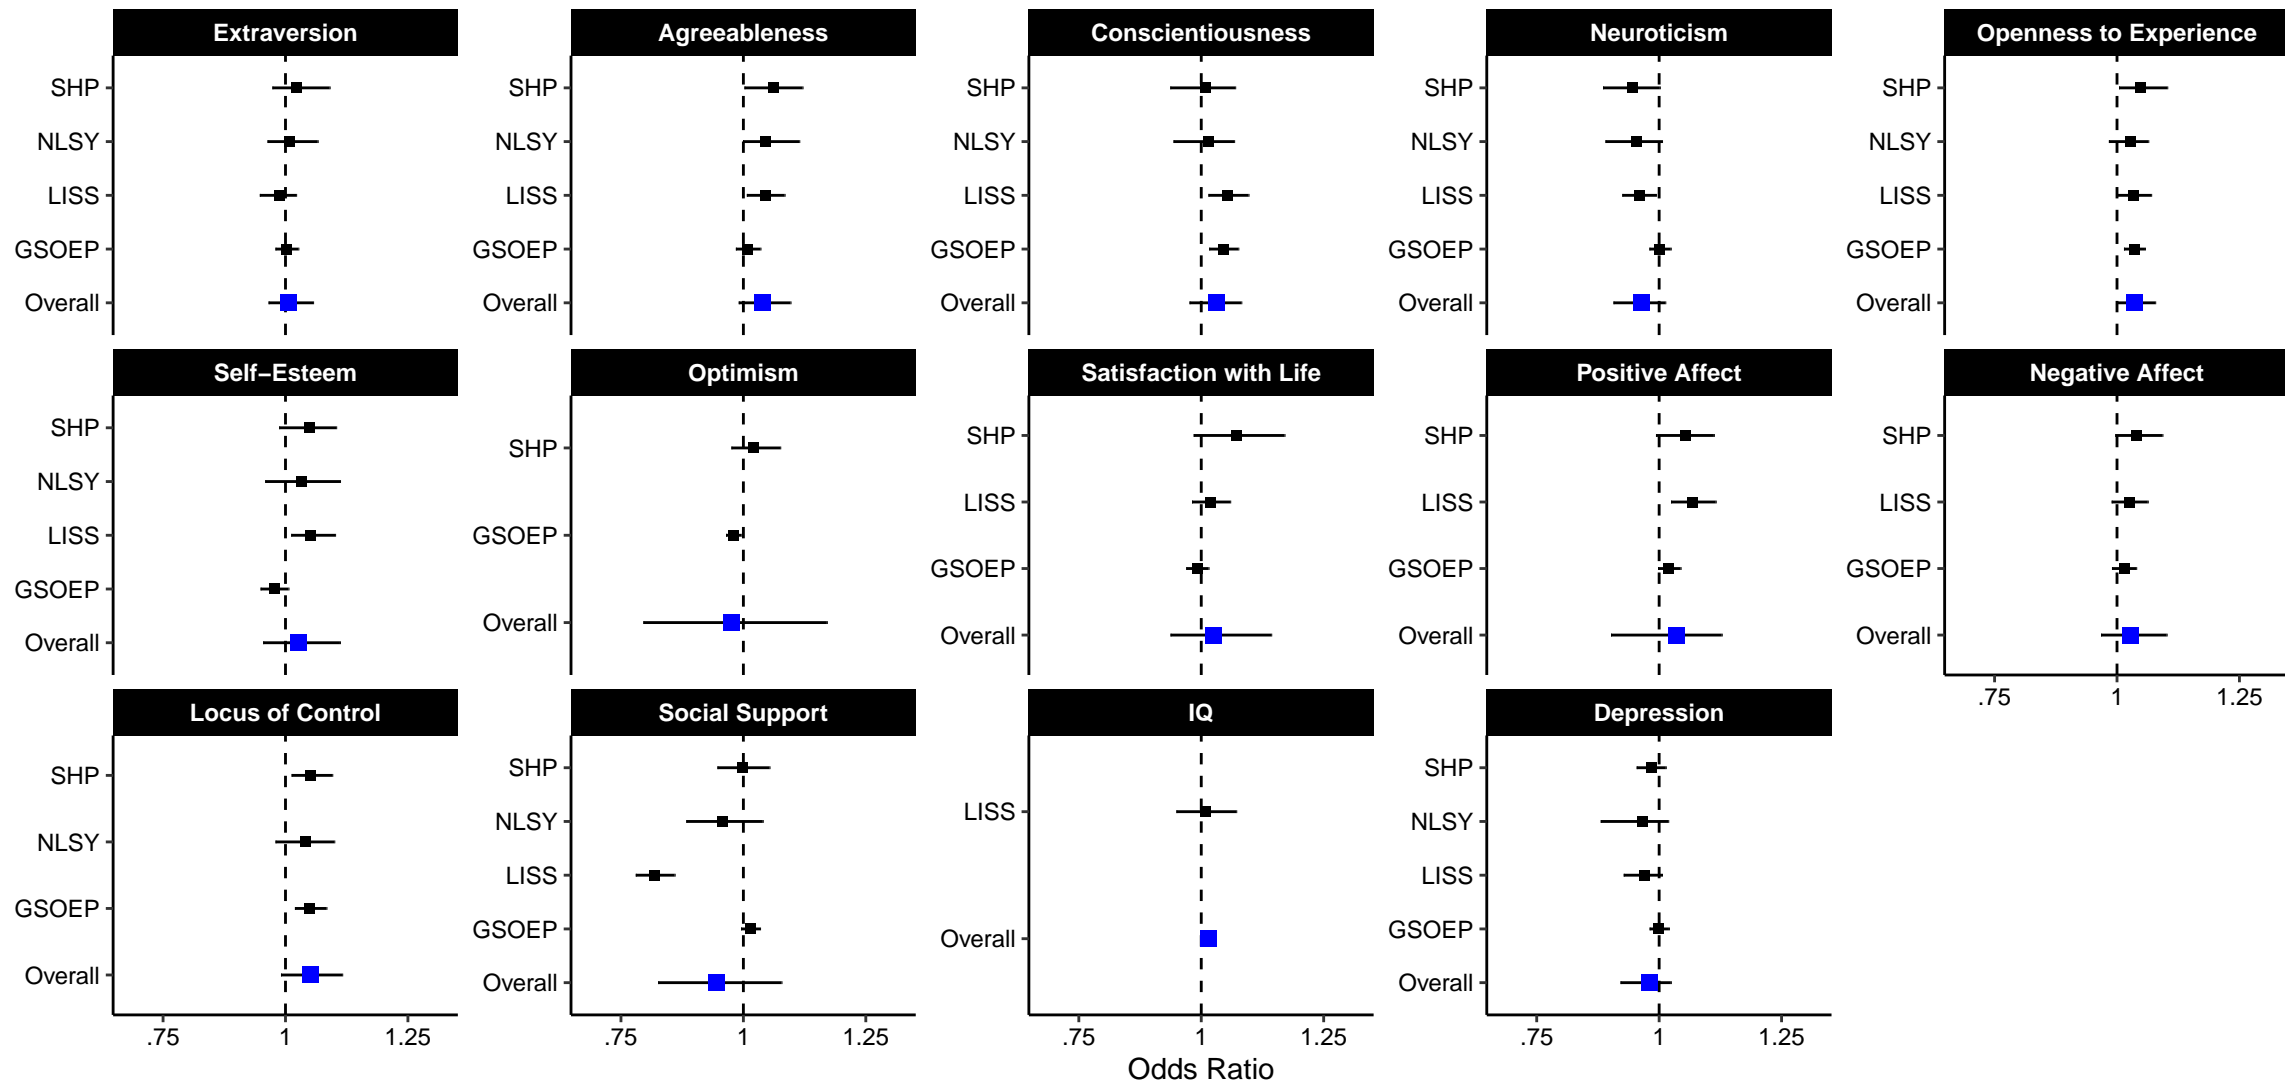 Extraversion
Agreeableness
Conscientiousness
Neuroticism
Openness to Experience
SHP
NLSY
LISS
GSOEP
Overall
SHP
NLSY
LISS
GSOEP
Overall
SHP
NLSY
LISS
GSOEP
Overall
SHP
NLSY
LISS
GSOEP
Overall
SHP
NLSY
LISS
GSOEP
Overall
Self−Esteem
Optimism
Satisfaction with Life
Positive Affect
Negative Affect
SHP
NLSY
LISS
GSOEP
Overall
SHP
GSOEP
Overall
SHP
LISS
GSOEP
Overall
SHP
LISS
GSOEP
Overall
SHP
LISS
GSOEP
Overall
.75 1 1.25
Locus of Control
Social Support
IQ
Depression
SHP
NLSY
GSOEP
Overall
.75 1 1.25
SHP
NLSY
LISS
GSOEP
Overall
.75 1 1.25
LISS
Overall
.75 1 1.25
SHP
NLSY
LISS
GSOEP
Overall
.75 1 1.25
Odds Ratio